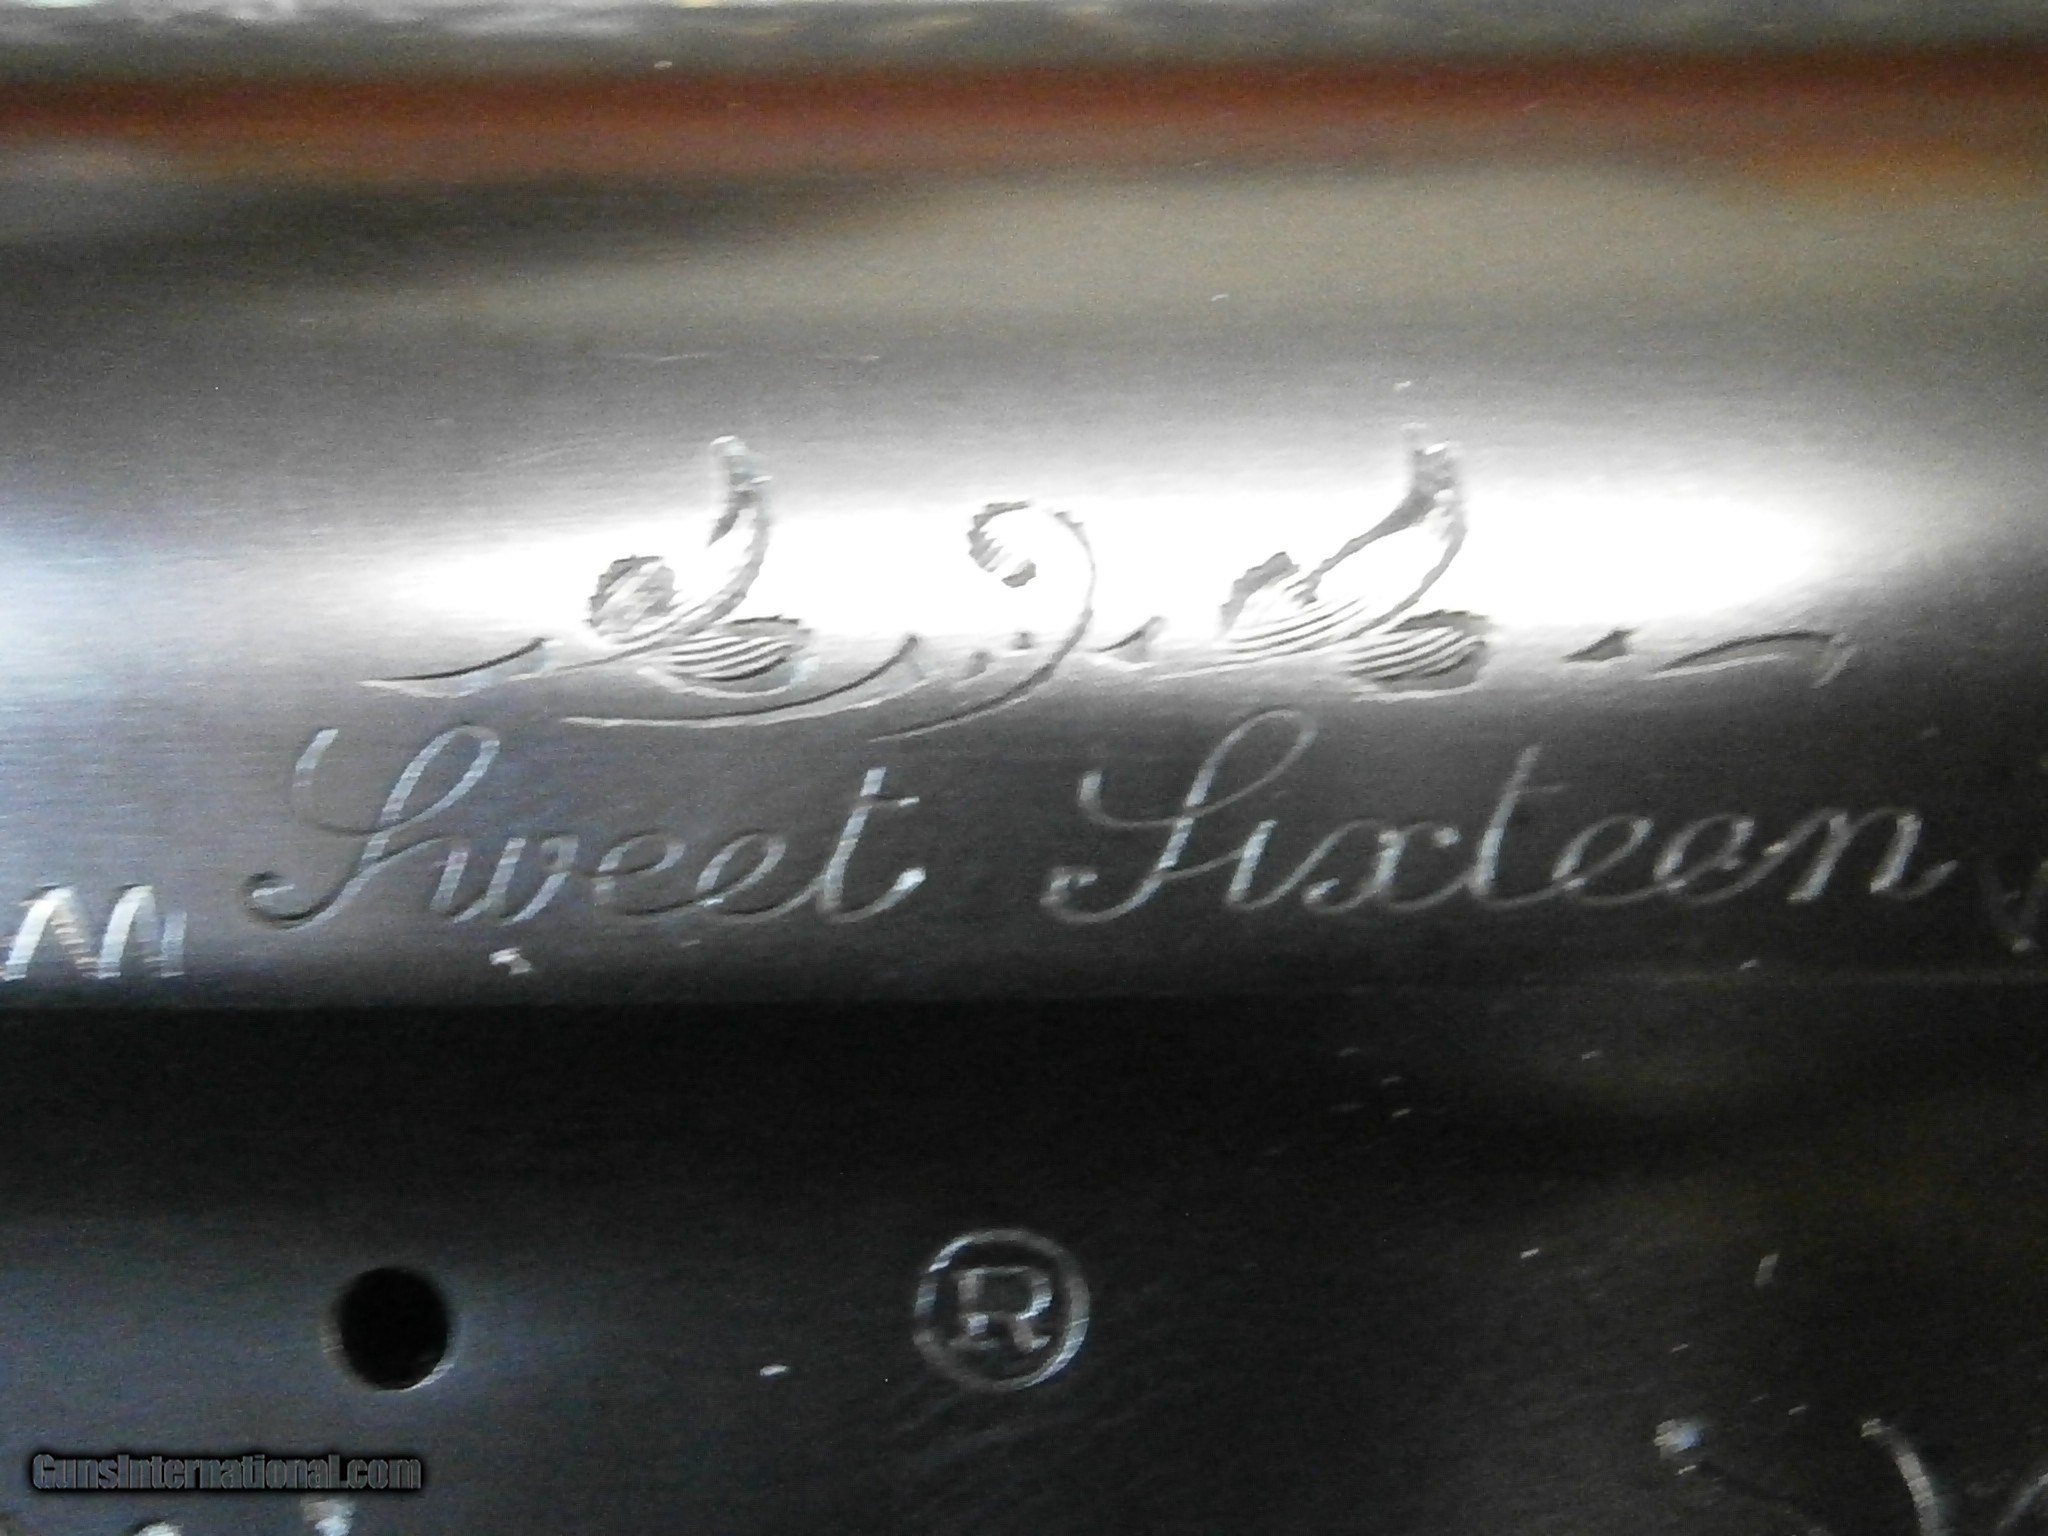 Sweet Sixteen
®
GunsInternational.com